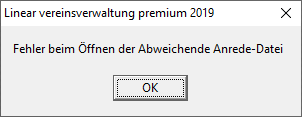 Linear vereinsverwaltung premium 2019
Fehler beim Öffnen der Abweichende Anrede-Datei
OK